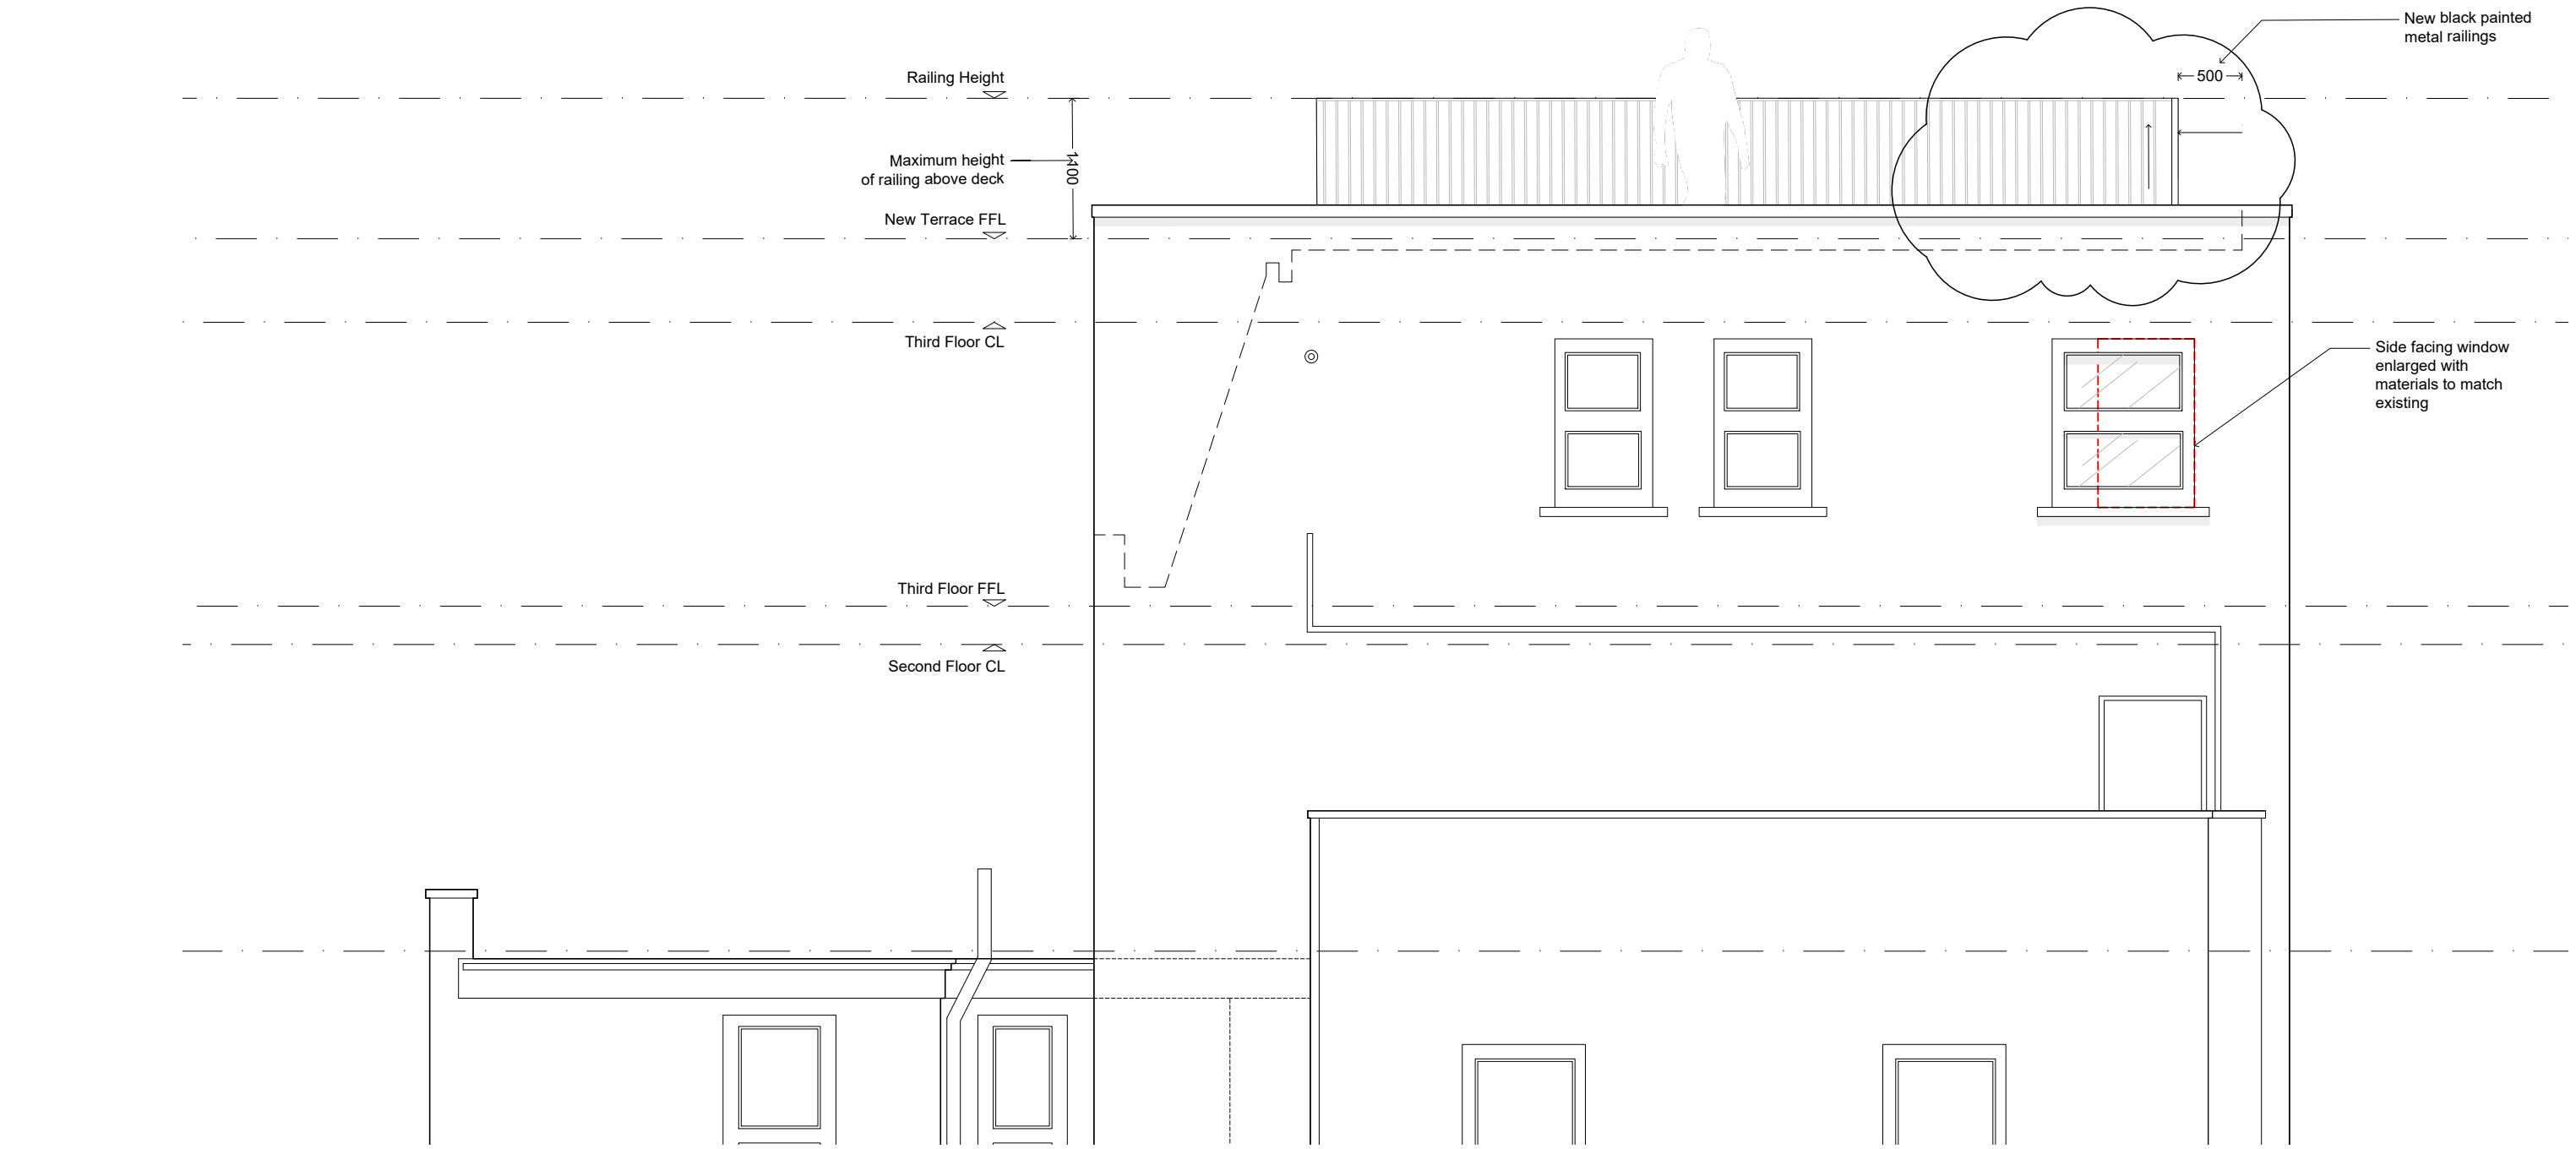 New black painted
metal railings
500
Railing Height
Maximum height
of railing above deck
1100
New Terrace FFL
Third Floor CL
Side facing window
enlarged with
materials to match
existing
Third Floor FFL
Second Floor CL